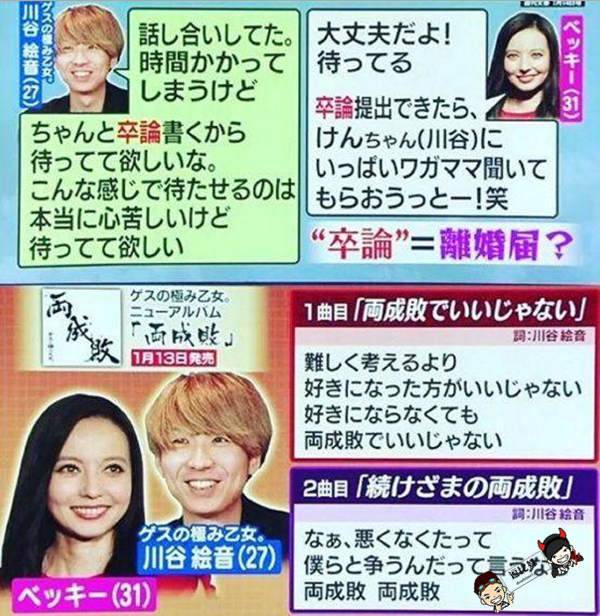 ゲスの極み乙女。
川谷 絵音(27)
話し合いしてた。
時間かかって
しまうけど
ちゃんと卒論書くから
待ってて欲しいな。
こんな感じで待たせるのは
本当に心苦しいけど
待ってて欲しい
ベッキー(31)
大丈夫だよ!
待ってる
卒論提出できたら、
けんちゃん(川谷)に
いっぱいワガママ聞いて
もらおうっとー!笑
“卒論”=離婚届?
両成敗
ゲスの極み乙女。
ニューアルバム
「両成敗」
1月13日発売
ゲスの極み乙女。
川谷 絵音(27)
ベッキー(31)
1曲目「両成敗でいいじゃない」
詞:川谷 絵音
難しく考えるより
好きになった方がいいじゃない
好きにならなくても
両成敗でいいじゃない
2曲目「続けざまの両成敗」
詞:川谷 絵音
なぁ、悪くなくたって
僕らと争うんだって言うな
両成敗 両成敗